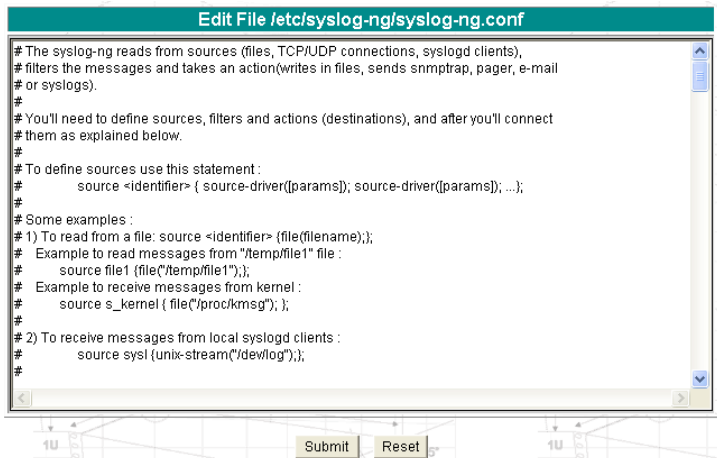 Edit File /etc/syslog-ng/syslog-ng.conf
# The syslog-ng reads from sources (files, TCP/UDP connections, syslogd clients),
# filters the messages and takes an action(writes in files, sends snmptrap, pager, e-mail
# or syslogs).
#
# You'll need to define sources, filters and actions (destinations), and after you'll connect
# them as explained below.
#
# To define sources use this statement :
# source <identifier> { source-driver([params]); source-driver([params]); ...};
#
# Some examples :
# 1) To read from a file: source <identifier> {file(filename);};
# Example to read messages from "/temp/file1" file :
# source file1 {file("/temp/file1");};
# Example to receive messages from kernel :
# source s_kernel { file("/proc/kmsg"); };
#
# 2) To receive messages from local syslogd clients :
# source sysl {unix-stream("/dev/log");};
#
1U
Submit Reset
1U